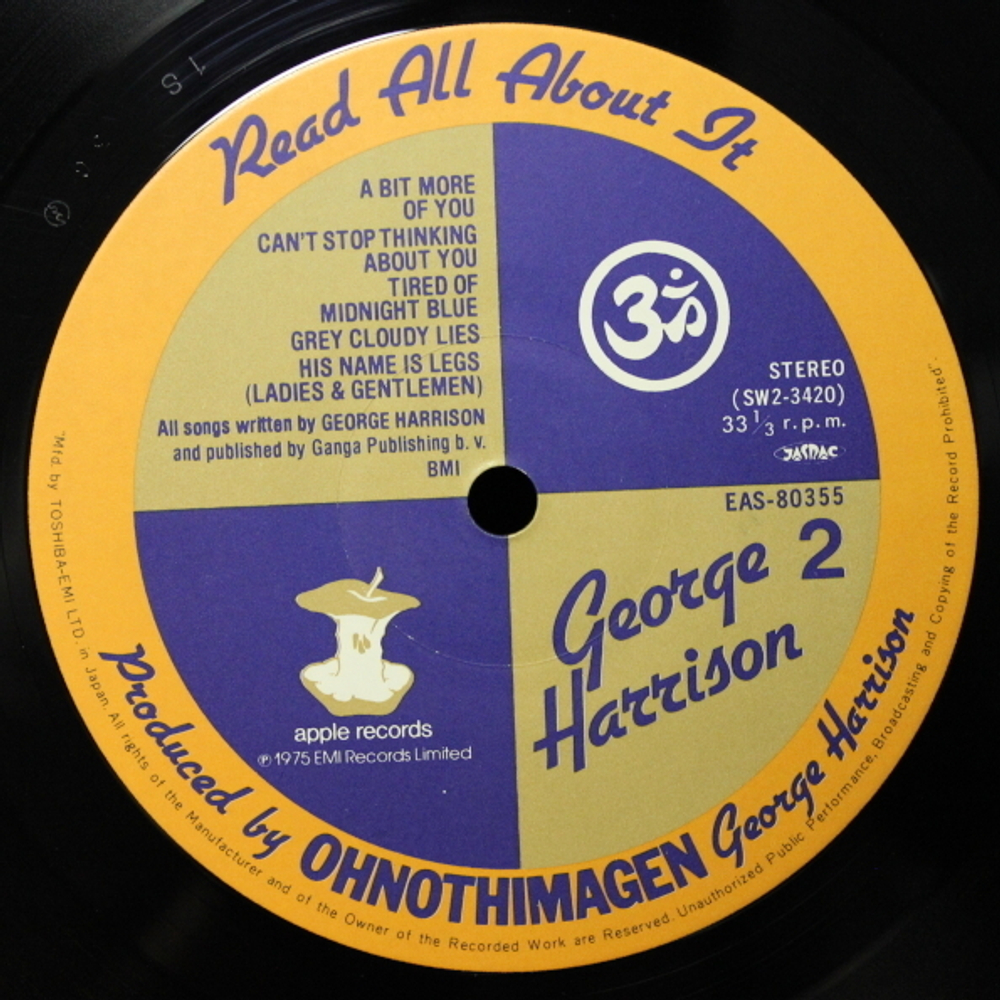 Read All About It
A BIT MORE
OF YOU
CAN'T STOP THINKING
ABOUT YOU
TIRED OF
MIDNIGHT BLUE
GREY CLOUDY LIES
HIS NAME IS LEGS
(LADIES & GENTLEMEN)
All songs written by GEORGE HARRISON
and published by Ganga Publishing b. v.
BMI
ॐ
STEREO
(SW2-3420)
33 1/3 r.p.m.
JASRAC
EAS-80355
2
George
Harrison
apple records
℗ 1975 EMI Records Limited
Produced by OHNOTHIMAGEN George Harrison
"Mfd. by TOSHIBA-EMI LTD. in Japan. All rights of the Manufacturer and of the Owner of the Recorded Work are Reserved. Unauthorized Public Performance, Broadcasting and Copying of the Record Prohibited".
1 S